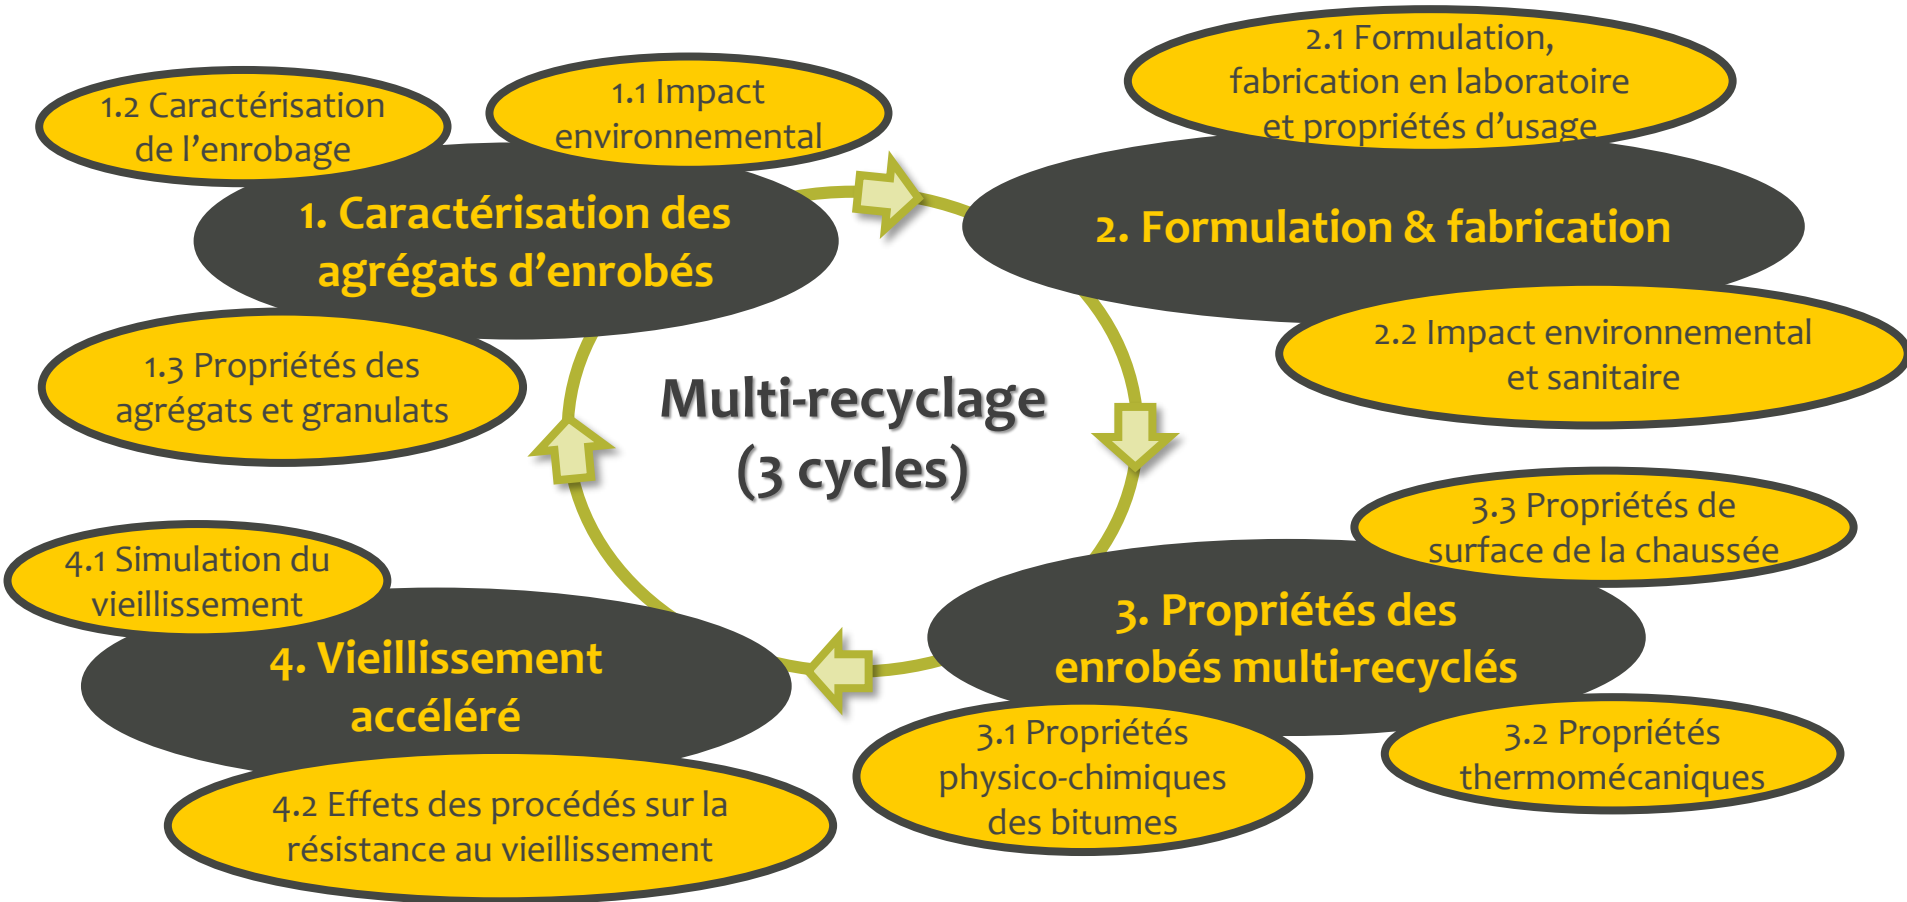 1.2 Caractérisation
de l’enrobage
1.1 Impact
environnemental
1. Caractérisation des
agrégats d’enrobés
1.3 Propriétés des
agrégats et granulats
2.1 Formulation,
fabrication en laboratoire
et propriétés d’usage
2. Formulation & fabrication
2.2 Impact environnemental
et sanitaire
Multi-recyclage
(3 cycles)
3.3 Propriétés de
surface de la chaussée
3. Propriétés des
enrobés multi-recyclés
3.1 Propriétés
physico-chimiques
des bitumes
3.2 Propriétés
thermomécaniques
4.1 Simulation du
vieillissement
4. Vieillissement
accéléré
4.2 Effets des procédés sur la
résistance au vieillissement